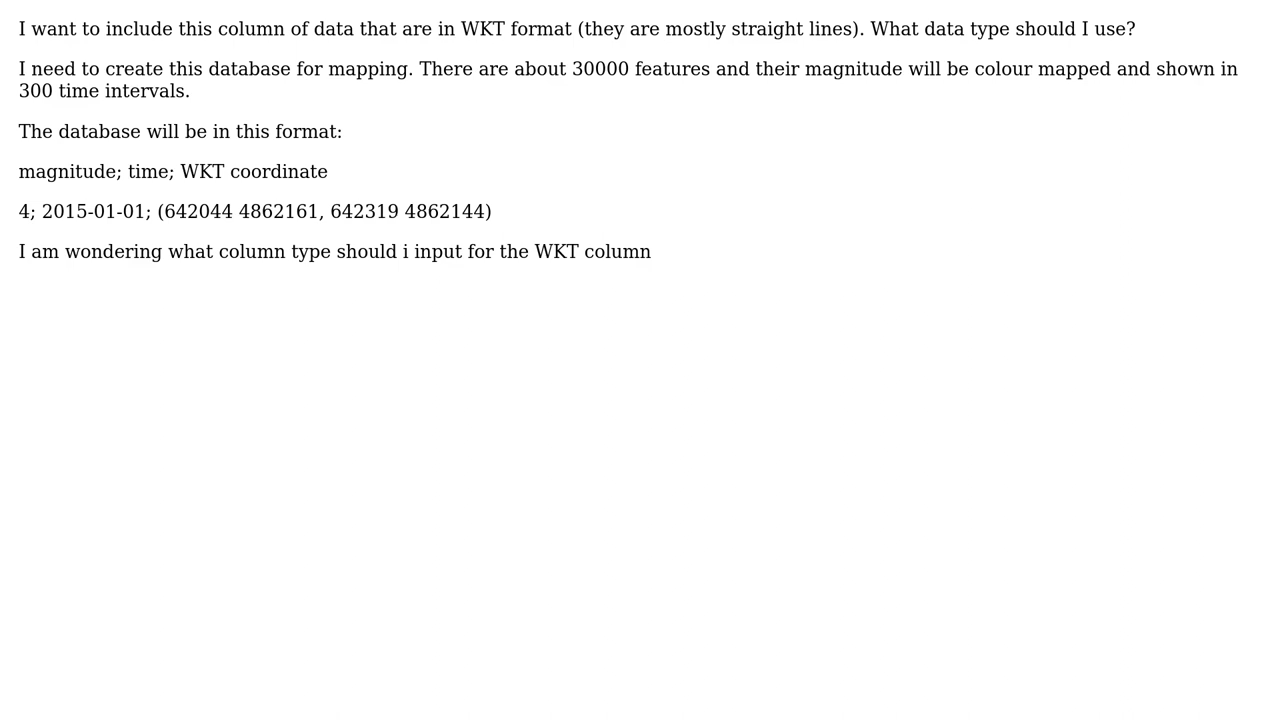 I want to include this column of data that are in WKT format (they are mostly straight lines). What data type should I use?
I need to create this database for mapping. There are about 30000 features and their magnitude will be colour mapped and shown in
300 time intervals.
The database will be in this format:
magnitude; time; WKT coordinate
4; 2015-01-01; (642044 4862161, 642319 4862144)
I am wondering what column type should i input for the WKT column